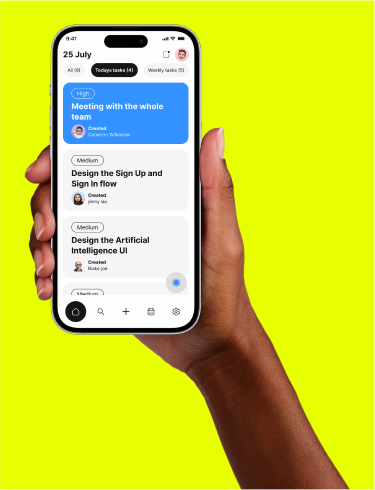 9:41
25 July
All (9)
Todays tasks (4)
Weekly tasks (5)
High
Meeting with the whole
team
Created
Cameron Wilkinson
Medium
Design the Sign Up and
Sign In flow
Created
jenny lau
Medium
Design the Artificial
Intelligence UI
Created
Blake joe
Medium